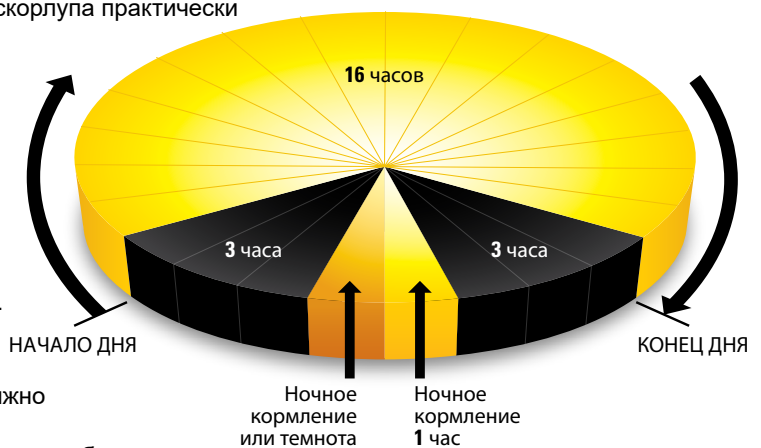 скорлупа практически
16 часов
3 часа
3 часа
НАЧАЛО ДНЯ
КОНЕЦ ДНЯ
Ночное
кормление
или темнота
Ночное
кормление
1 час